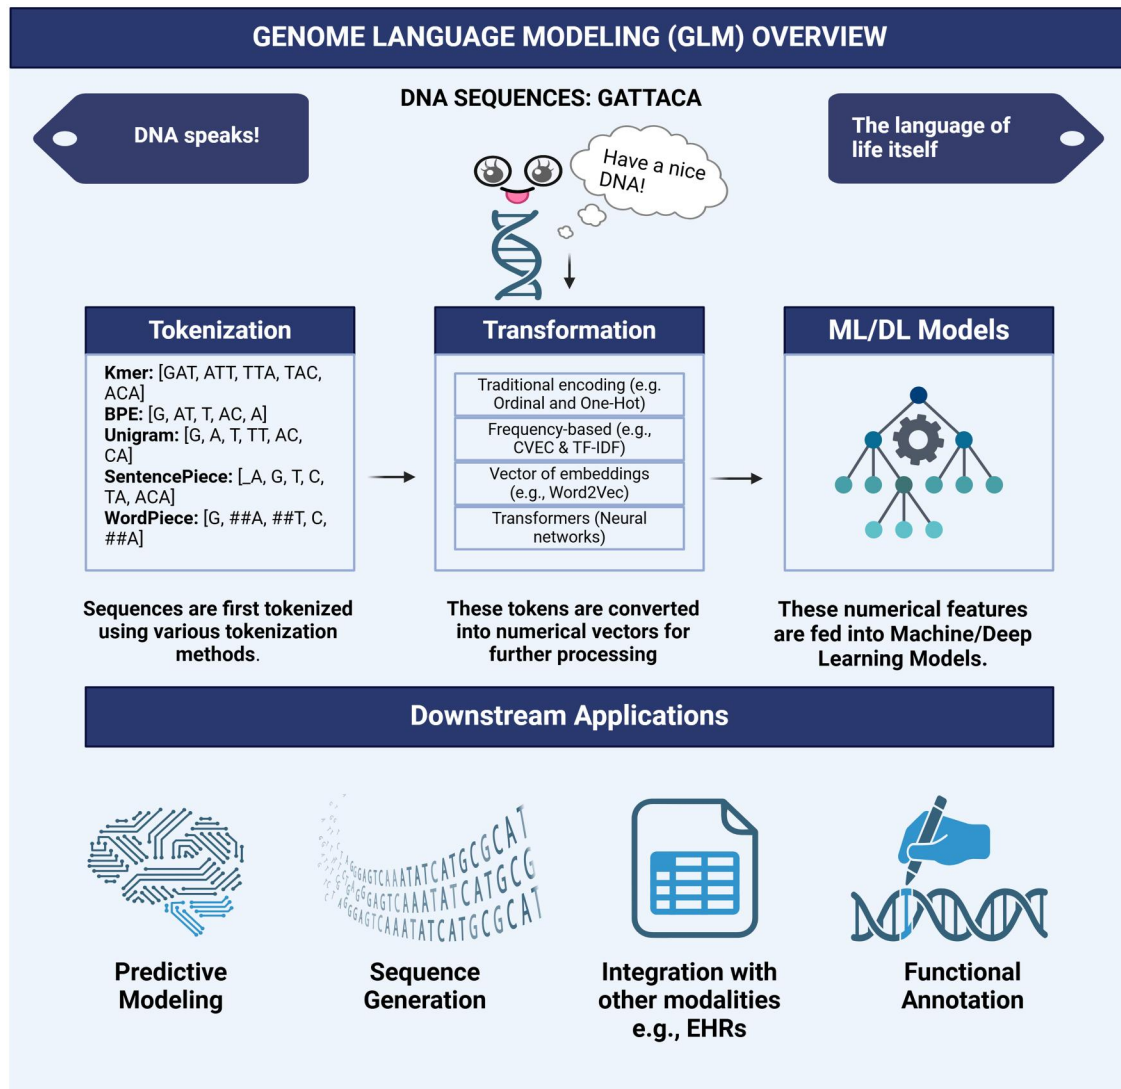 GENOME LANGUAGE MODELING (GLM) OVERVIEW
DNA SEQUENCES: GATTACA
DNA speaks!
The language of
life itself
Have a nice
DNA!
Tokenization
Kmer: [GAT, ATT, TTA, TAC,
ACA]
BPE: [G, AT, T, AC, A]
Unigram: [G, A, T, TT, AC,
CA]
SentencePiece: [_A, G, T, C,
TA, ACA]
WordPiece: [G, ##A, ##T, C,
##A]
Sequences are first tokenized
using various tokenization
methods.
Transformation
Traditional encoding (e.g.
Ordinal and One-Hot)
Frequency-based (e.g.,
CVEC & TF-IDF)
Vector of embeddings
(e.g., Word2Vec)
Transformers (Neural
networks)
These tokens are converted
into numerical vectors for
further processing
ML/DL Models
These numerical features
are fed into Machine/Deep
Learning Models.
Downstream Applications
GGAGTCAAATATCATGCGCAT
GGGAGTCAAATATCATGCG
GGAGTCAAATATCATGCGCAT
Predictive
Modeling
Sequence
Generation
Integration with
other modalities
e.g., EHRs
Functional
Annotation